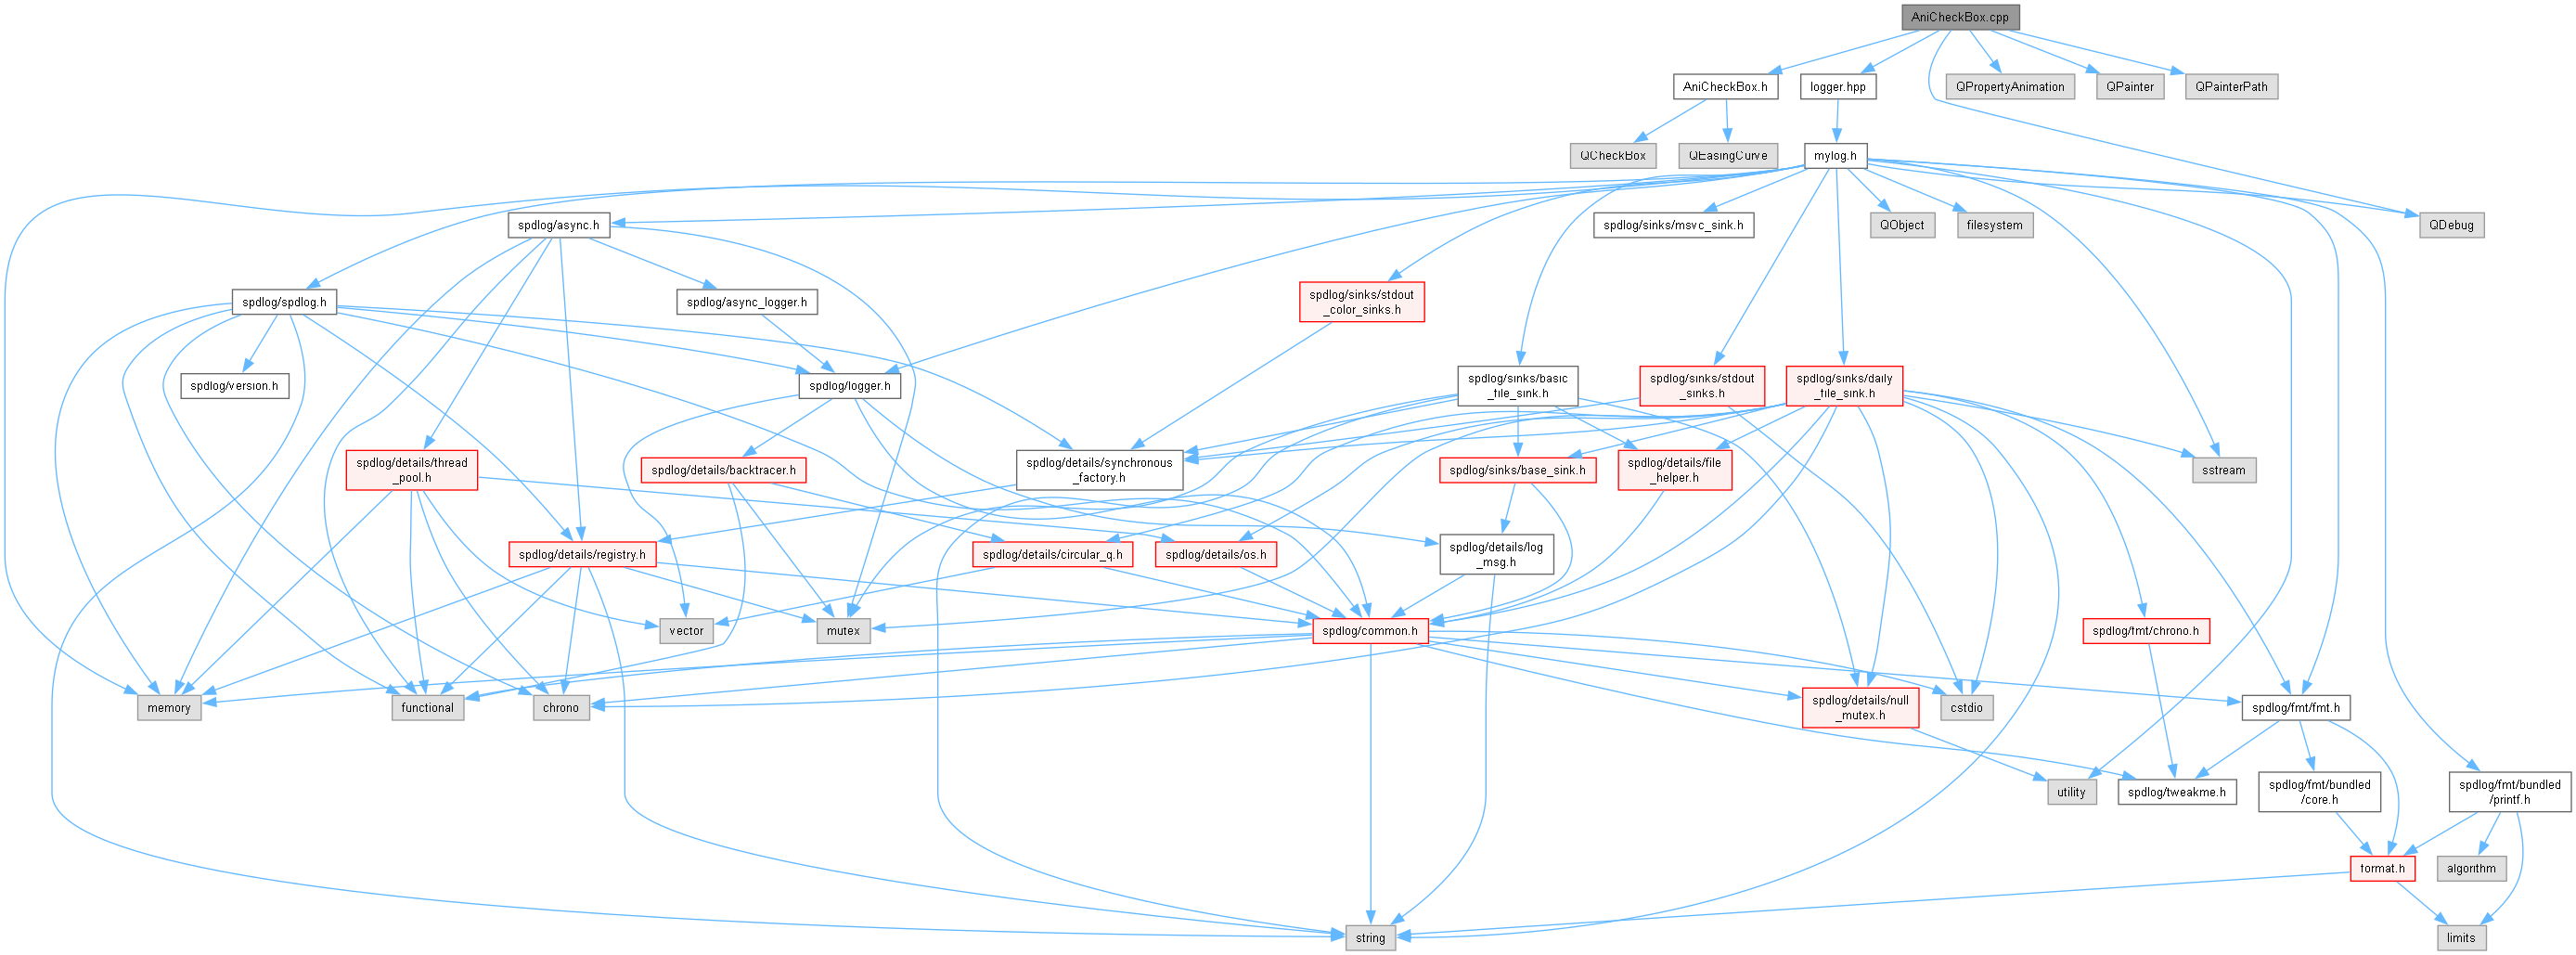 AniCheckBox.cpp
AniCheckBox.h
logger.hpp
QPropertyAnimation
QPainter
QPainterPath
QCheckBox
QEasingCurve
mylog.h
spdlog/async.h
spdlog/sinks/msvc_sink.h
QObject
filesystem
QDebug
spdlog/spdlog.h
spdlog/async_logger.h
spdlog/sinks/stdout
_color_sinks.h
spdlog/version.h
spdlog/logger.h
spdlog/sinks/basic
_file_sink.h
spdlog/sinks/stdout
_sinks.h
spdlog/sinks/daily
_file_sink.h
spdlog/details/thread
_pool.h
spdlog/details/backtracer.h
spdlog/details/synchronous
_factory.h
spdlog/sinks/base_sink.h
spdlog/details/file
_helper.h
sstream
spdlog/details/registry.h
spdlog/details/circular_q.h
spdlog/details/os.h
spdlog/details/log
_msg.h
vector
mutex
spdlog/common.h
spdlog/fmt/chrono.h
memory
functional
chrono
spdlog/details/null
_mutex.h
cstdio
spdlog/fmt/fmt.h
utility
spdlog/tweakme.h
spdlog/fmt/bundled
/core.h
spdlog/fmt/bundled
/printf.h
format.h
algorithm
string
limits